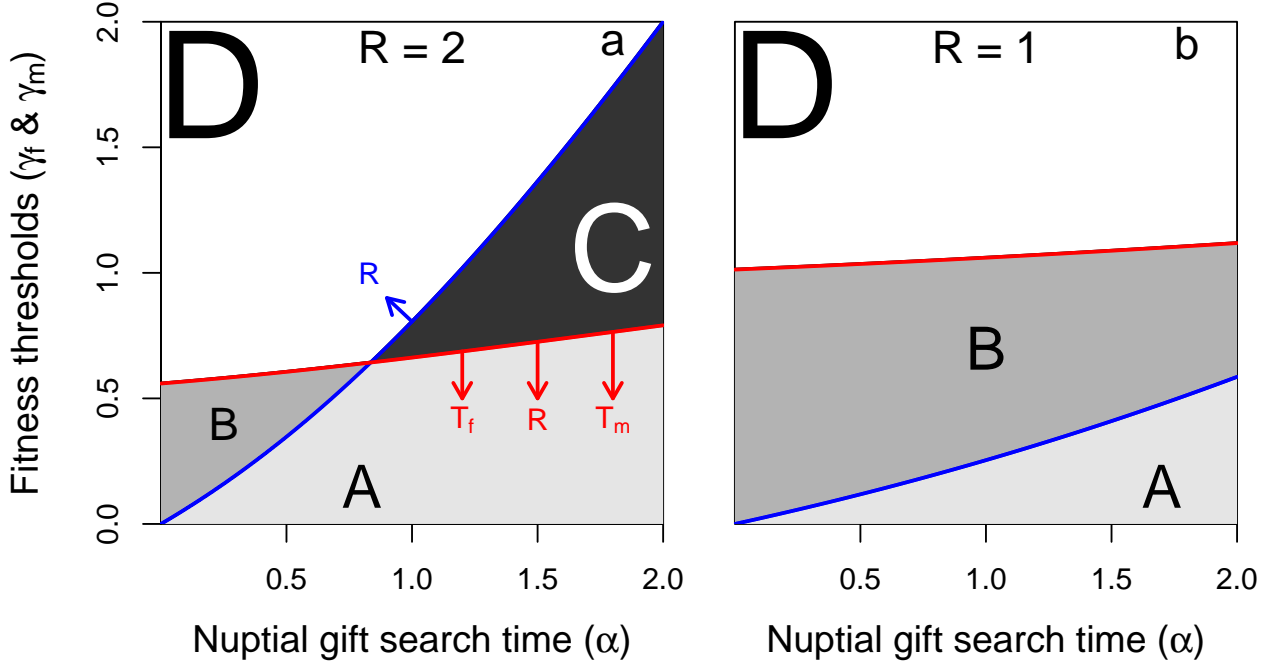 Fitness thresholds (γf & γm)
2.0
1.5
1.0
0.5
0.0
D
R = 2
a
C
R
B
Tf
R
Tm
A
0.5 1.0 1.5 2.0
Nuptial gift search time (α)
D
R = 1
b
B
A
0.5 1.0 1.5 2.0
Nuptial gift search time (α)